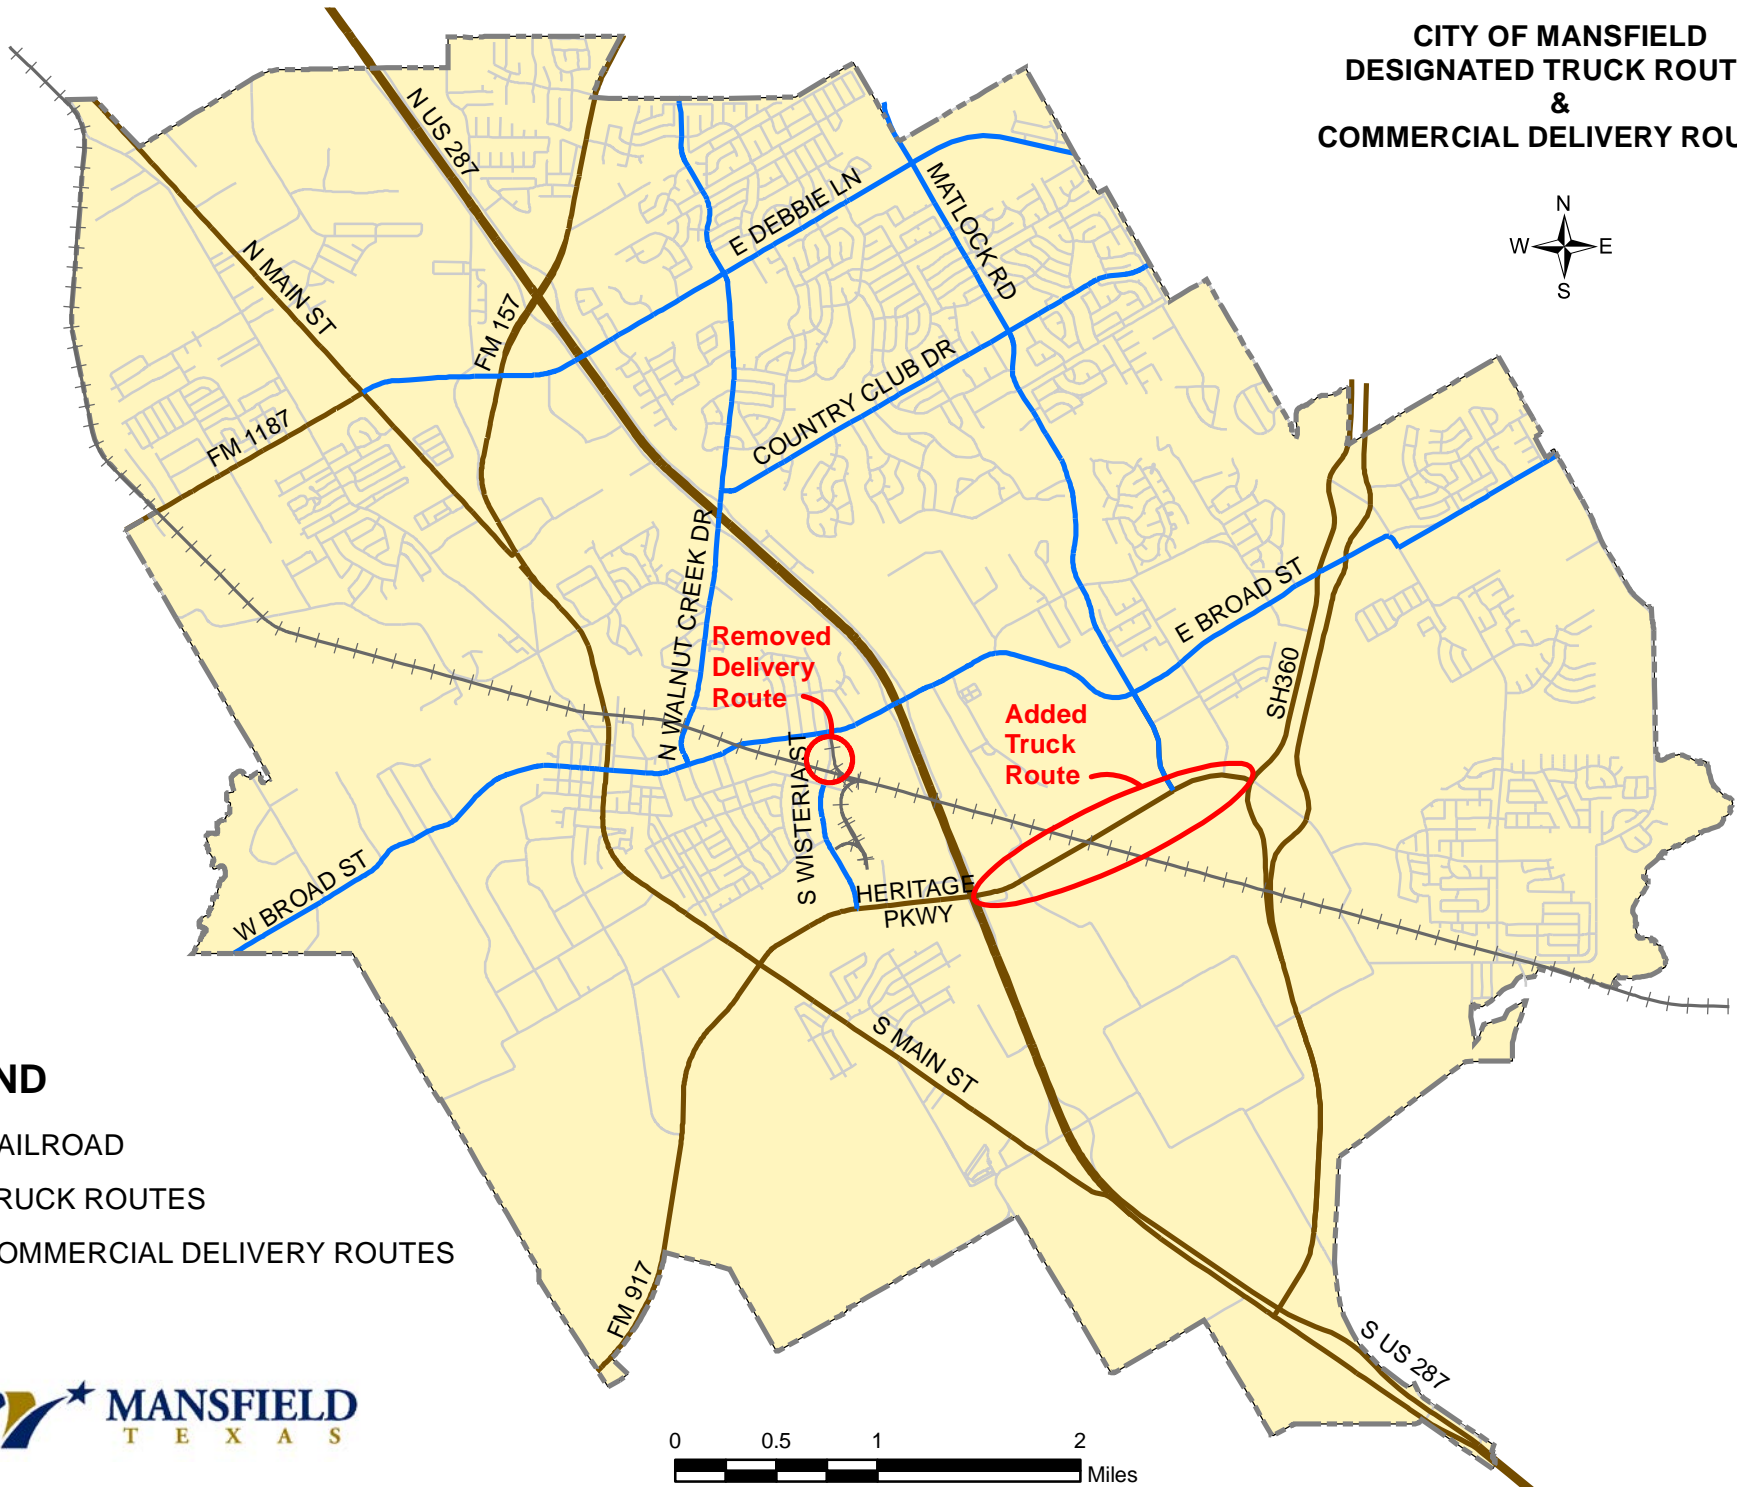 CITY OF MANSFIELD
DESIGNATED TRUCK ROUT
&
COMMERCIAL DELIVERY ROU
N
W E
S
N US 287
E DEBBIE LN
MATLOCK RD
N MAIN ST
FM 157
COUNTRY CLUB DR
FM 1187
N WALNUT CREEK DR
E BROAD ST
Removed
Delivery
Route
SH360
Added
Truck
Route
S WISTERIA ST
W BROAD ST
HERITAGE
PKWY
S MAIN ST
FM 917
S US 287
ND
AILROAD
RUCK ROUTES
OMMERCIAL DELIVERY ROUTES
MANSFIELD
TEXAS
0 0.5 1 2
Miles